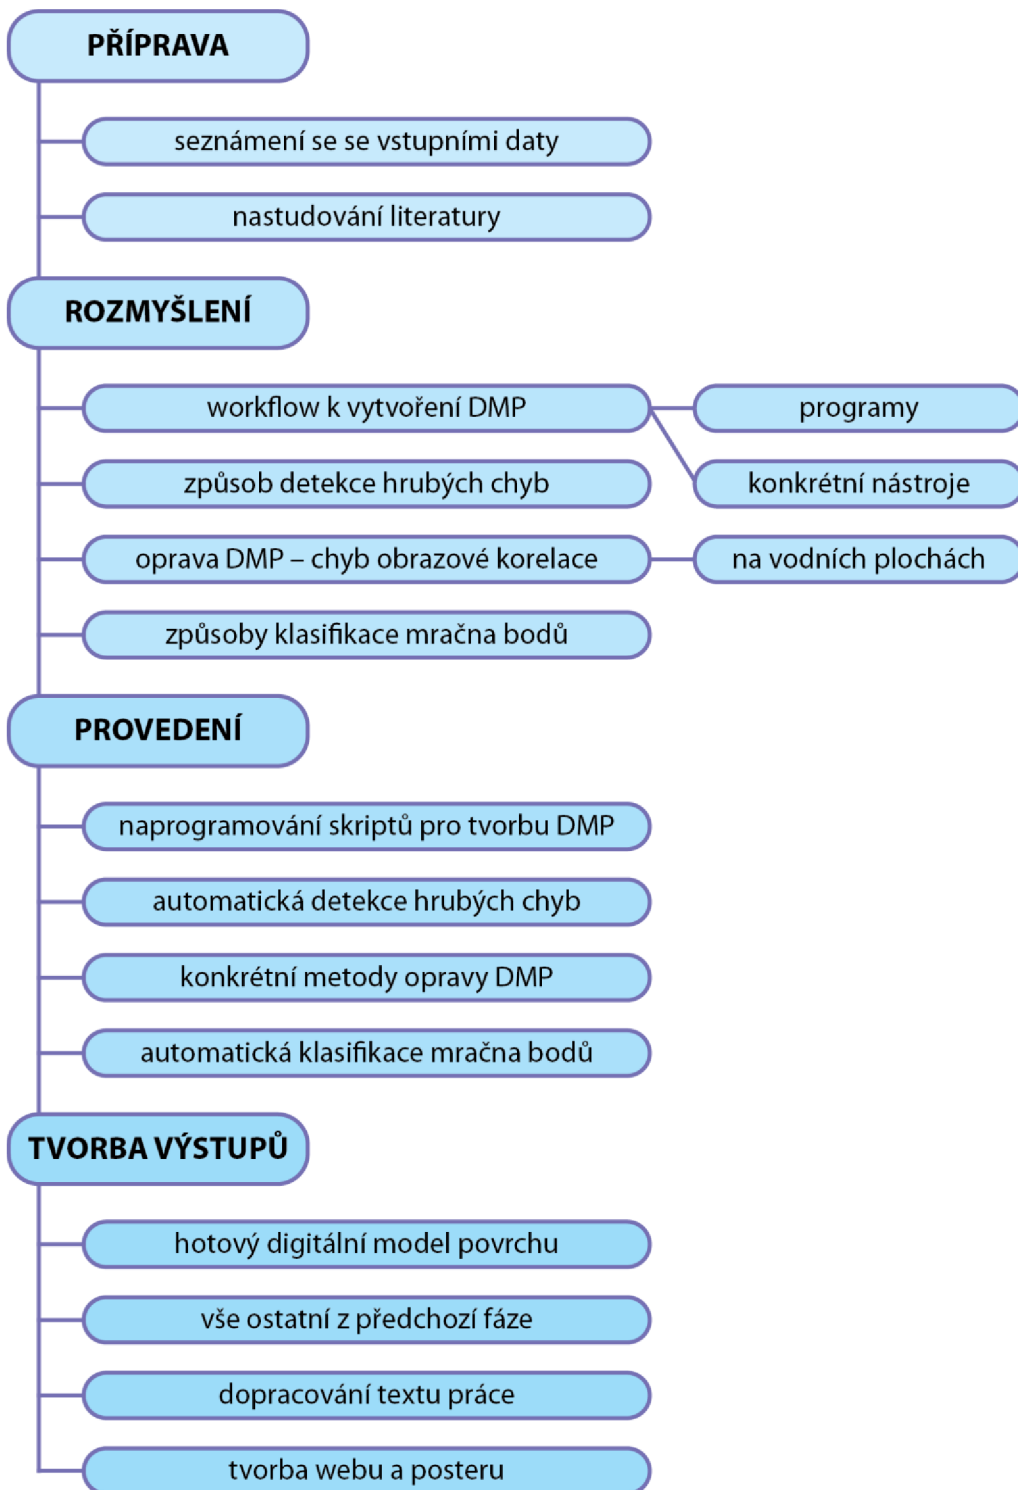 PŘÍPRAVA
seznámení se se vstupními daty
nastudování literatury
ROZMYŠLENÍ
workflow k vytvoření DMP
programy
způsob detekce hrubých chyb
konkrétní nástroje
oprava DMP – chyb obrazové korelace
na vodních plochách
způsoby klasifikace mračna bodů
PROVEDENÍ
naprogramování skriptů pro tvorbu DMP
automatická detekce hrubých chyb
konkrétní metody opravy DMP
automatická klasifikace mračna bodů
TVORBA VÝSTUPŮ
hotový digitální model povrchu
vše ostatní z předchozí fáze
dopracování textu práce
tvorba webu a posteru